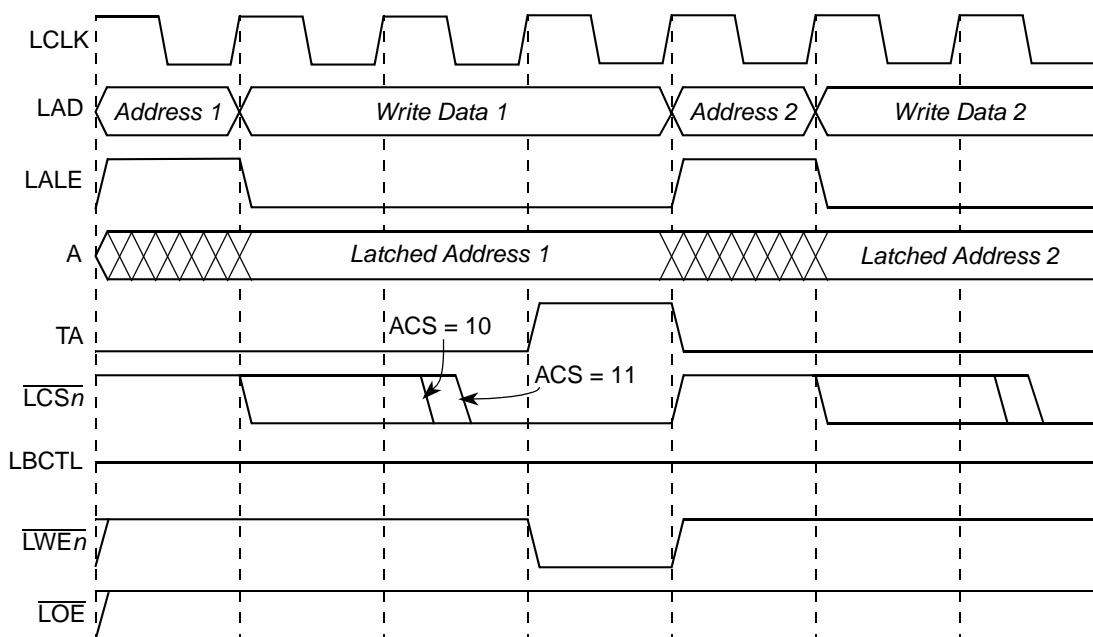 LCLK
LAD Address 1 Write Data 1 Address 2 Write Data 2
LALE
A Latched Address 1 Latched Address 2
TA ACS = 10
LCSn ACS = 11
LBCTL
LWEn
LOE